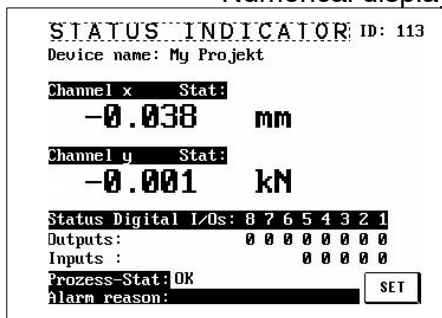 Numerical displa
STATUS INDICATOR ID: 113
Device name: My Projekt
Channel x Stat:
-0.038 mm
Channel y Stat:
-0.001 kN
Status Digital I/Os: 8 7 6 5 4 3 2 1
Outputs: 0 0 0 0 0 0 0 0
Inputs : 0 0 0 0 0
Prozess-Stat: OK
SET
Alarm reason: